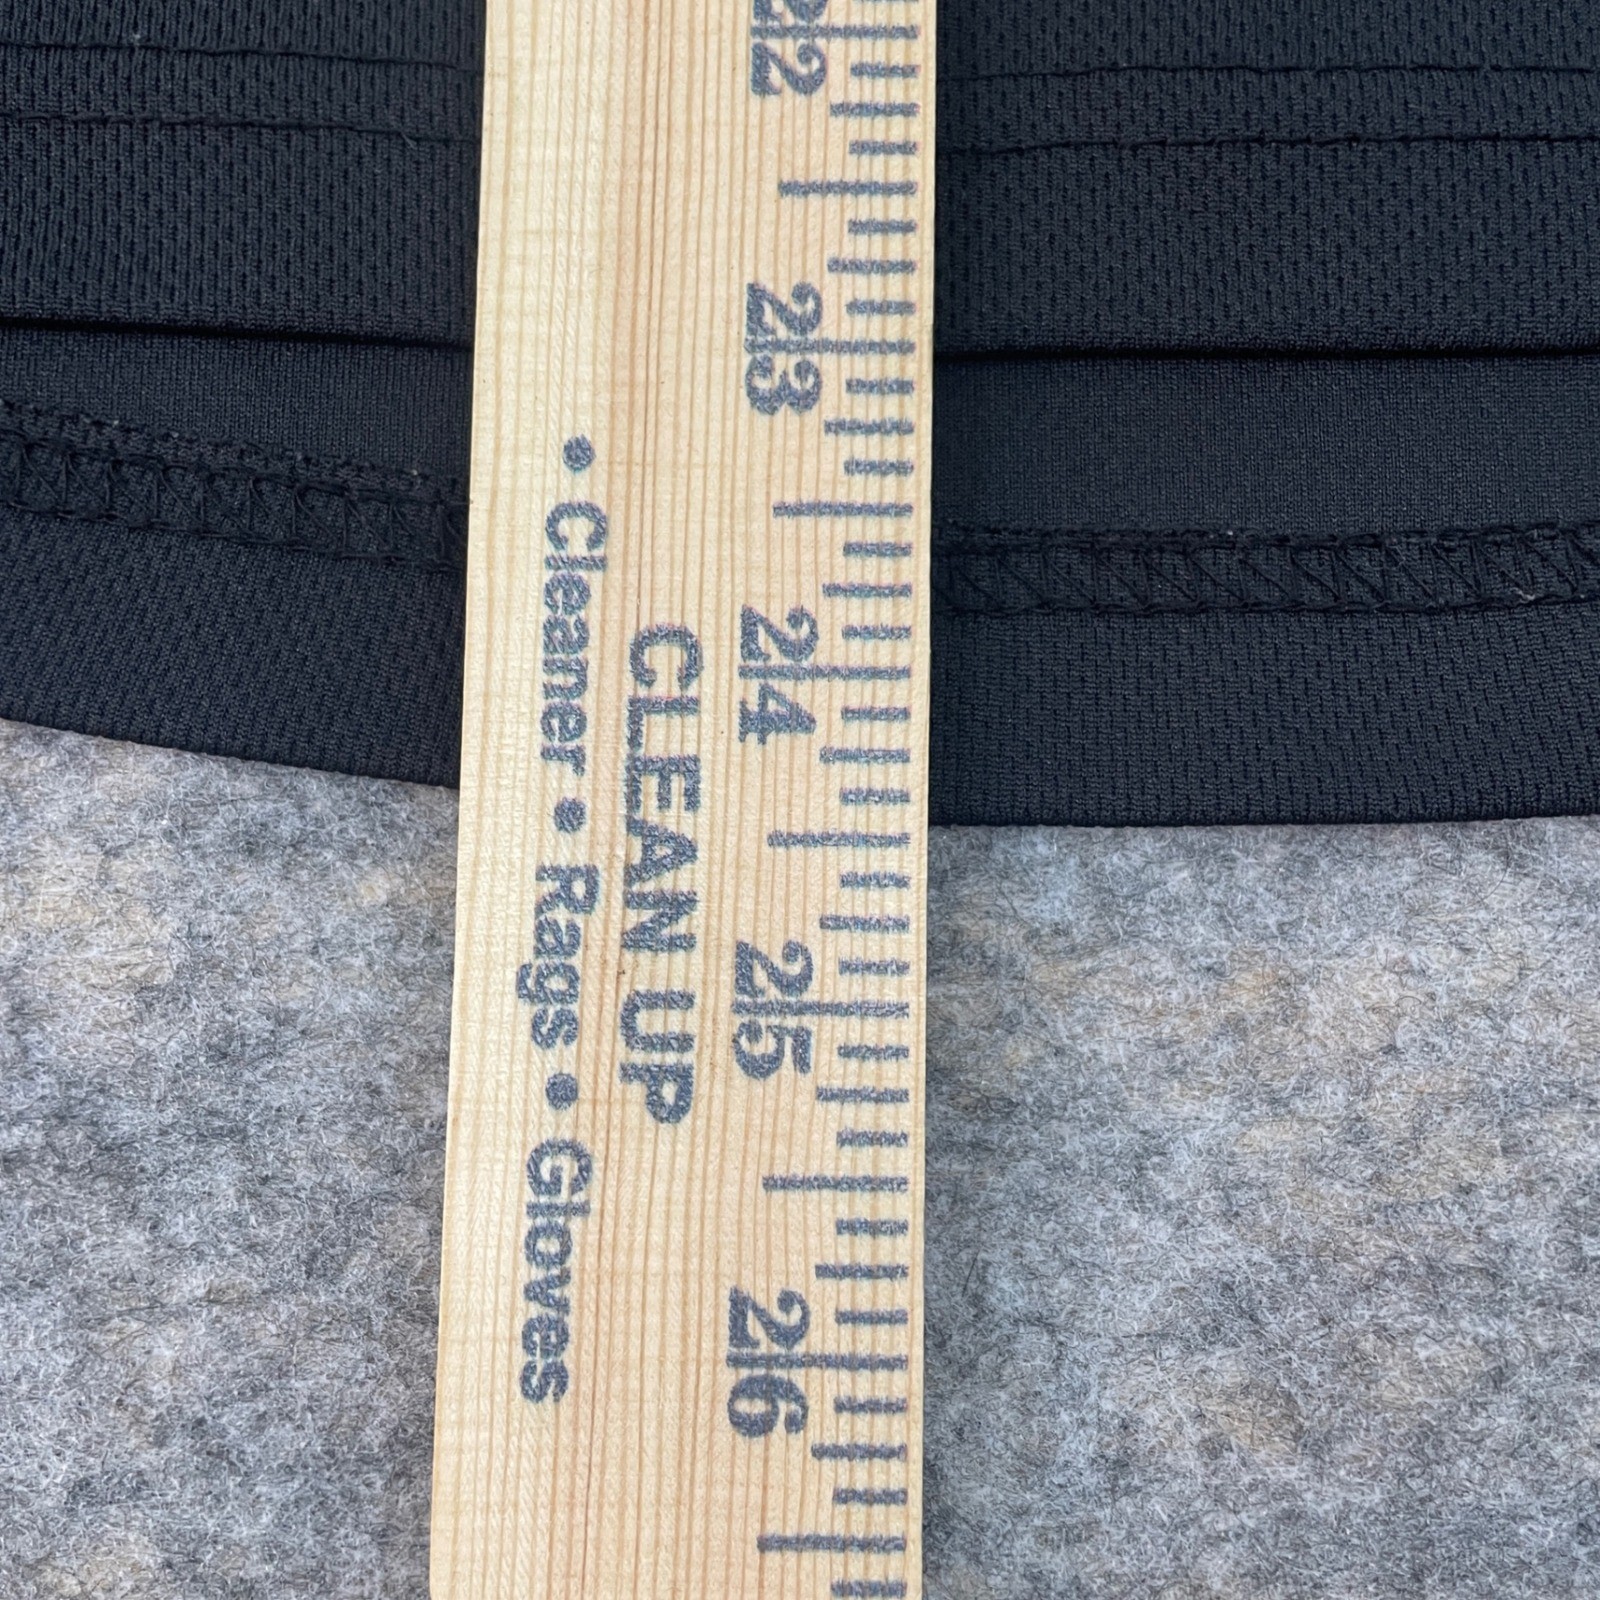 22
23
24
25
26
CLEAN UP
• Cleaner • Rags • Gloves